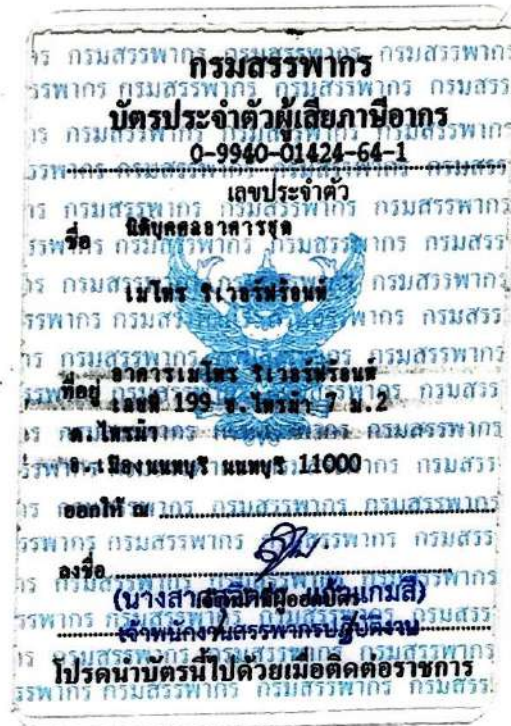 กรมสรรพากร
บัตรประจำตัวผู้เสียภาษีอากร
0-9940-01424-64-1
เลขประจำตัว
ชื่อ นิติบุคคลอาคารชุด
เมโทร ริเวอร์ฟร้อนท์
ที่อยู่ อาคารเมโทร ริเวอร์ฟร้อนท์
เลขที่ 199 ซ.ไทรม้า 7 ม.2
ต.ไทรม้า
อ.เมืองนนทบุรี นนทบุรี 11000
ออกให้ ณ
ลงชื่อ
เจ้าพนักงานสรรพากรปฏิบัติงาน
โปรดนำบัตรนี้ไปด้วยเมื่อติดต่อราชการ